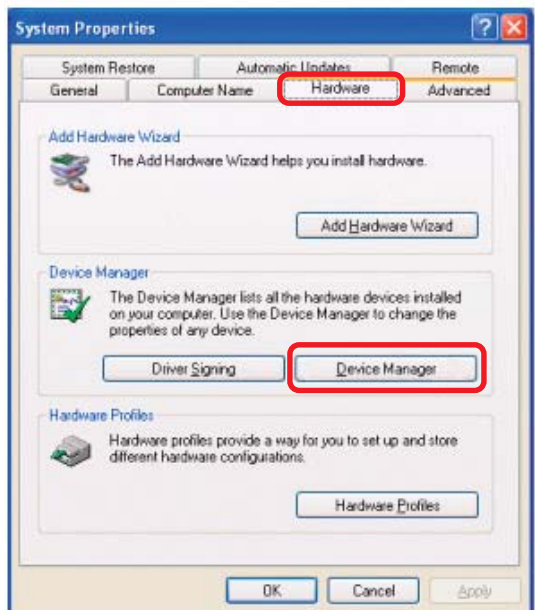 System Properties
System Restore Automatic Updates Remote
General Computer Name Hardware Advanced
Add Hardware Wizard
The Add Hardware Wizard helps you install hardware.
Add Hardware Wizard
Device Manager
The Device Manager lists all the hardware devices installed
on your computer. Use the Device Manager to change the
properties of any device.
Driver Signing Device Manager
Hardware Profiles
Hardware profiles provide a way for you to set up and store
different hardware configurations.
Hardware Profiles
OK Cancel Apply